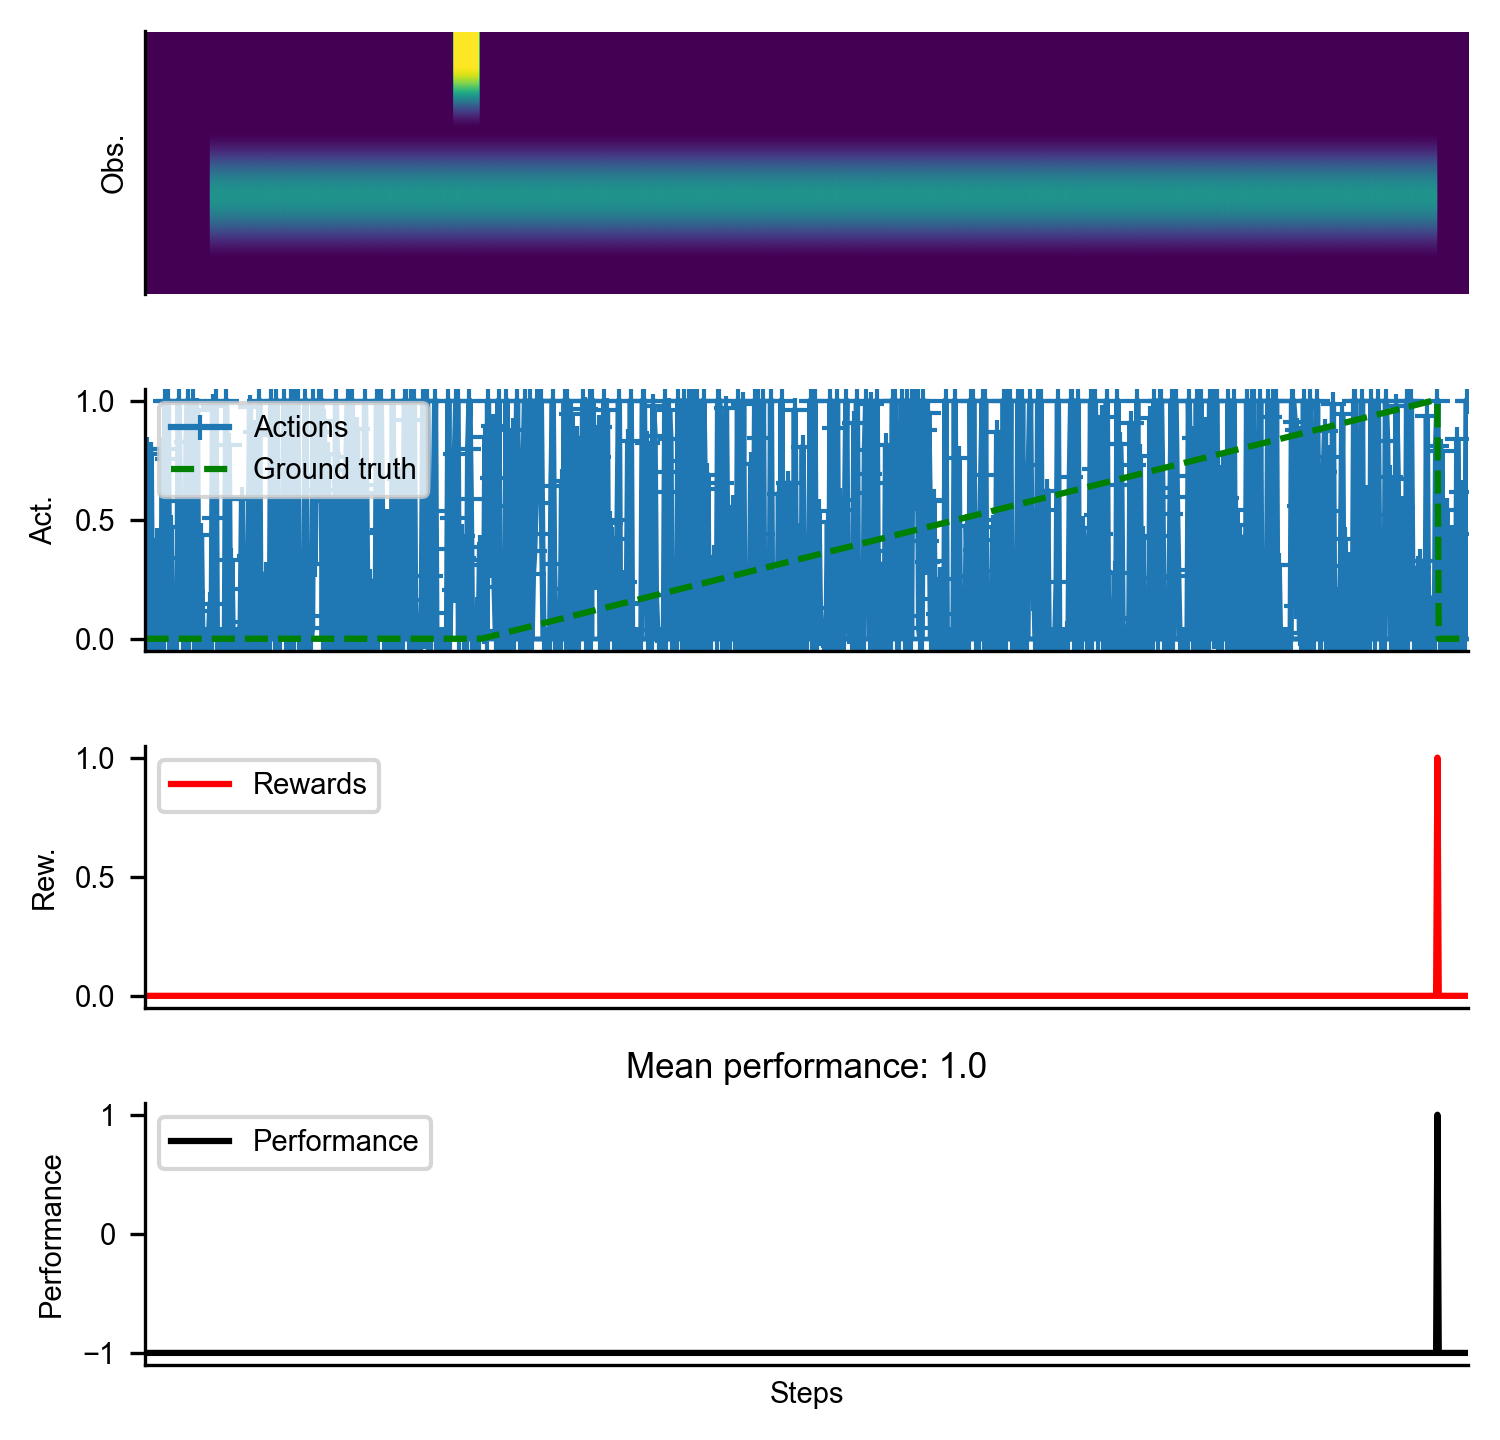 Obs.
1.0
0.5
0.0
Act.
Actions
Ground truth
1.0
0.5
0.0
Rew.
Rewards
Mean performance: 1.0
1
0
−1
Performance
Performance
Steps